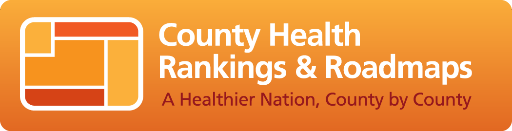 County Health
Rankings & Roadmaps
A Healthier Nation, County by County